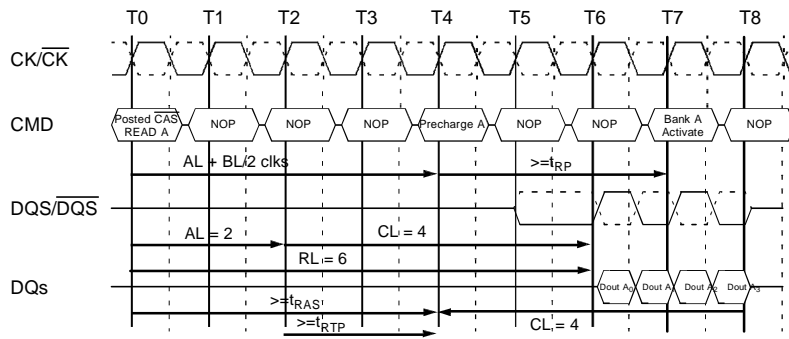 T0 T1 T2 T3 T4 T5 T6 T7 T8
CK/CK
CMD
Posted CAS READ A
NOP
NOP
NOP
Precharge A
NOP
NOP
Bank A Activate
NOP
AL + BL/2 clks
>=tRP
DQS/DQS
AL = 2
CL = 4
RL = 6
DQs
Dout A0
Dout A
Dout A2
Dout A3
>=tRAS
CL = 4
>=tRTP